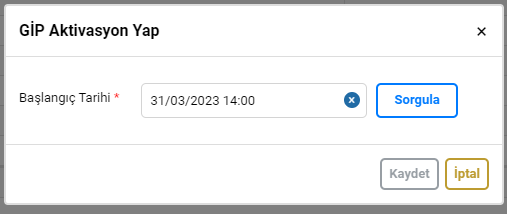 GİP Aktivasyon Yap
Başlangıç Tarihi *
31/03/2023 14:00
Sorgula
Kaydet
İptal